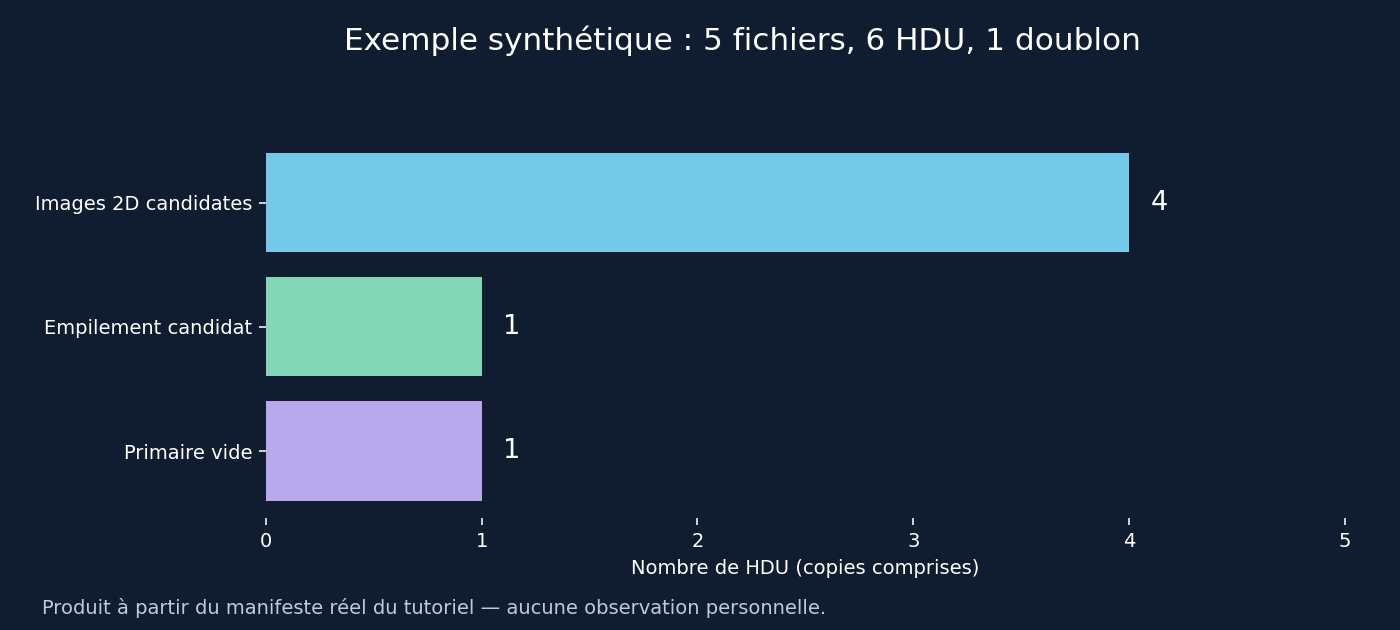 Exemple synthétique : 5 fichiers, 6 HDU, 1 doublon
Images 2D candidates
4
Empilement candidat
1
Primaire vide
1
0 1 2 3 4 5
Nombre de HDU (copies comprises)
Produit à partir du manifeste réel du tutoriel — aucune observation personnelle.